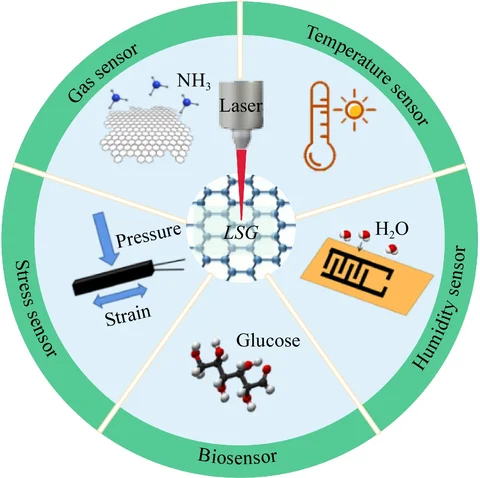 Gas sensor
NH₃
Laser
Temperature sensor
LSG
Pressure
Strain
Stress sensor
H₂O
Humidity sensor
Glucose
Biosensor